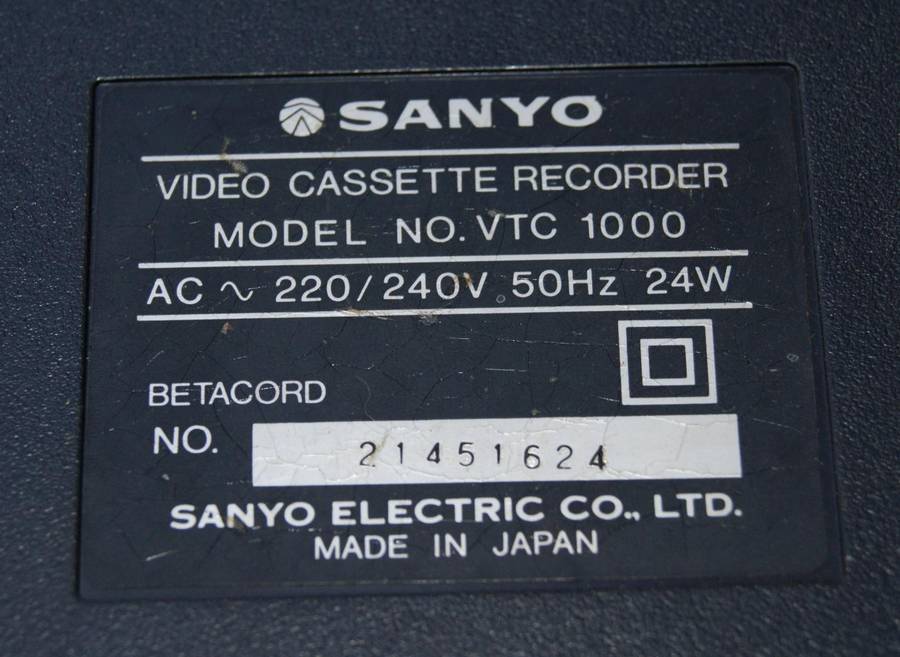 SANYO
VIDEO CASSETTE RECORDER
MODEL NO. VTC 1000
AC ~ 220/240V 50Hz 24W
BETACORD
NO. 21451624
SANYO ELECTRIC CO., LTD.
MADE IN JAPAN